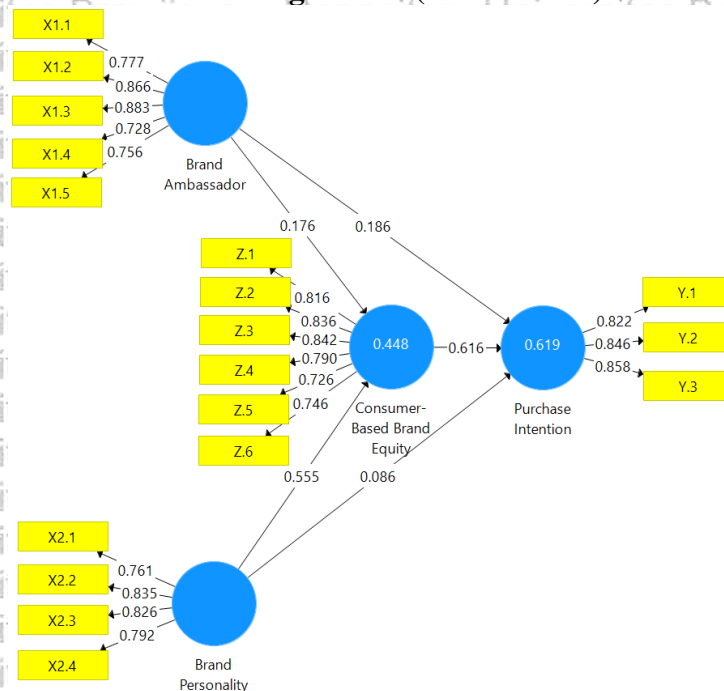 X1.1
0.777
X1.2
0.866
X1.3
0.883
0.728
X1.4
0.756
X1.5
Brand
Ambassador
0.176
0.186
Z.1
0.816
Z.2
0.836
Z.3
0.842
0.790
Z.4
0.726
Z.5
0.746
Z.6
0.448
0.616
0.619
Consumer-
Based Brand
Equity
Purchase
Intention
0.822
Y.1
0.846
Y.2
0.858
Y.3
0.555
0.086
X2.1
0.761
X2.2
0.835
0.826
X2.3
0.792
X2.4
Brand
Personality